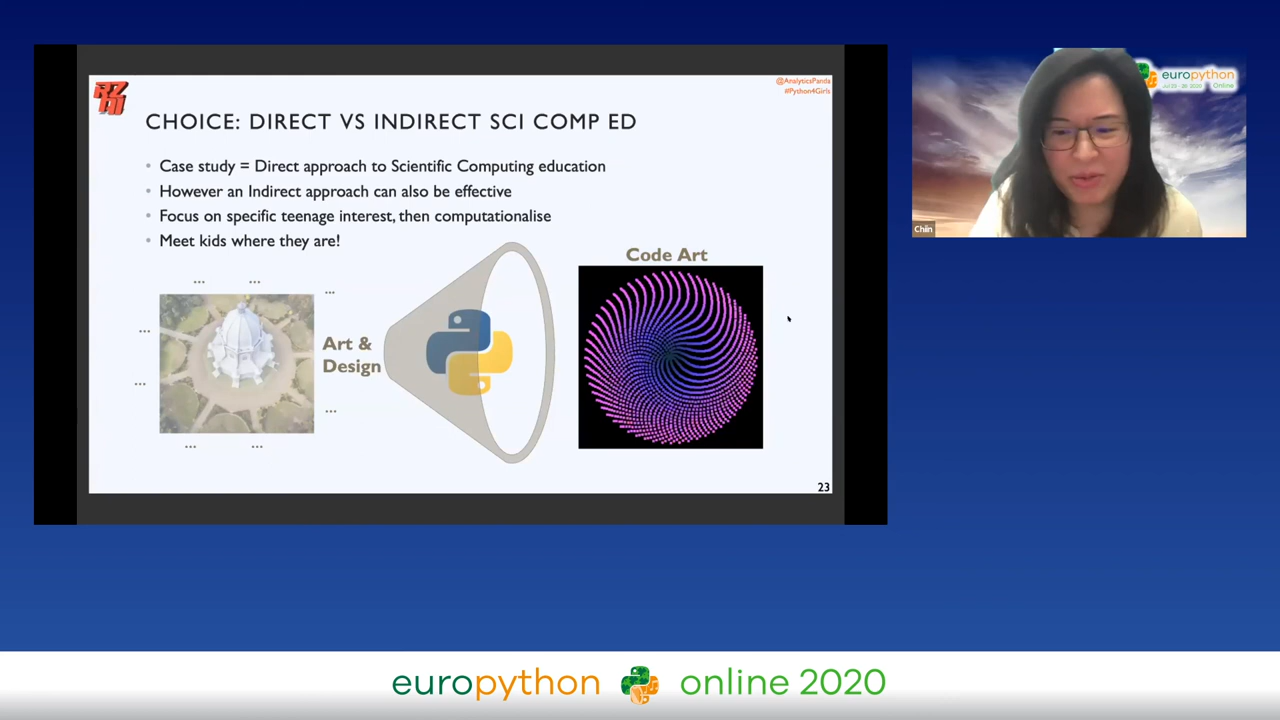 @AnalyticsPanda
#Python4Girls
CHOICE: DIRECT VS INDIRECT SCI COMP ED
• Case study = Direct approach to Scientific Computing education
• However an Indirect approach can also be effective
• Focus on specific teenage interest, then computationalise
• Meet kids where they are!
Code Art
... ...
...
...
Art &
Design
...
...
... ...
23
europython
Online
Chiin
europython online 2020